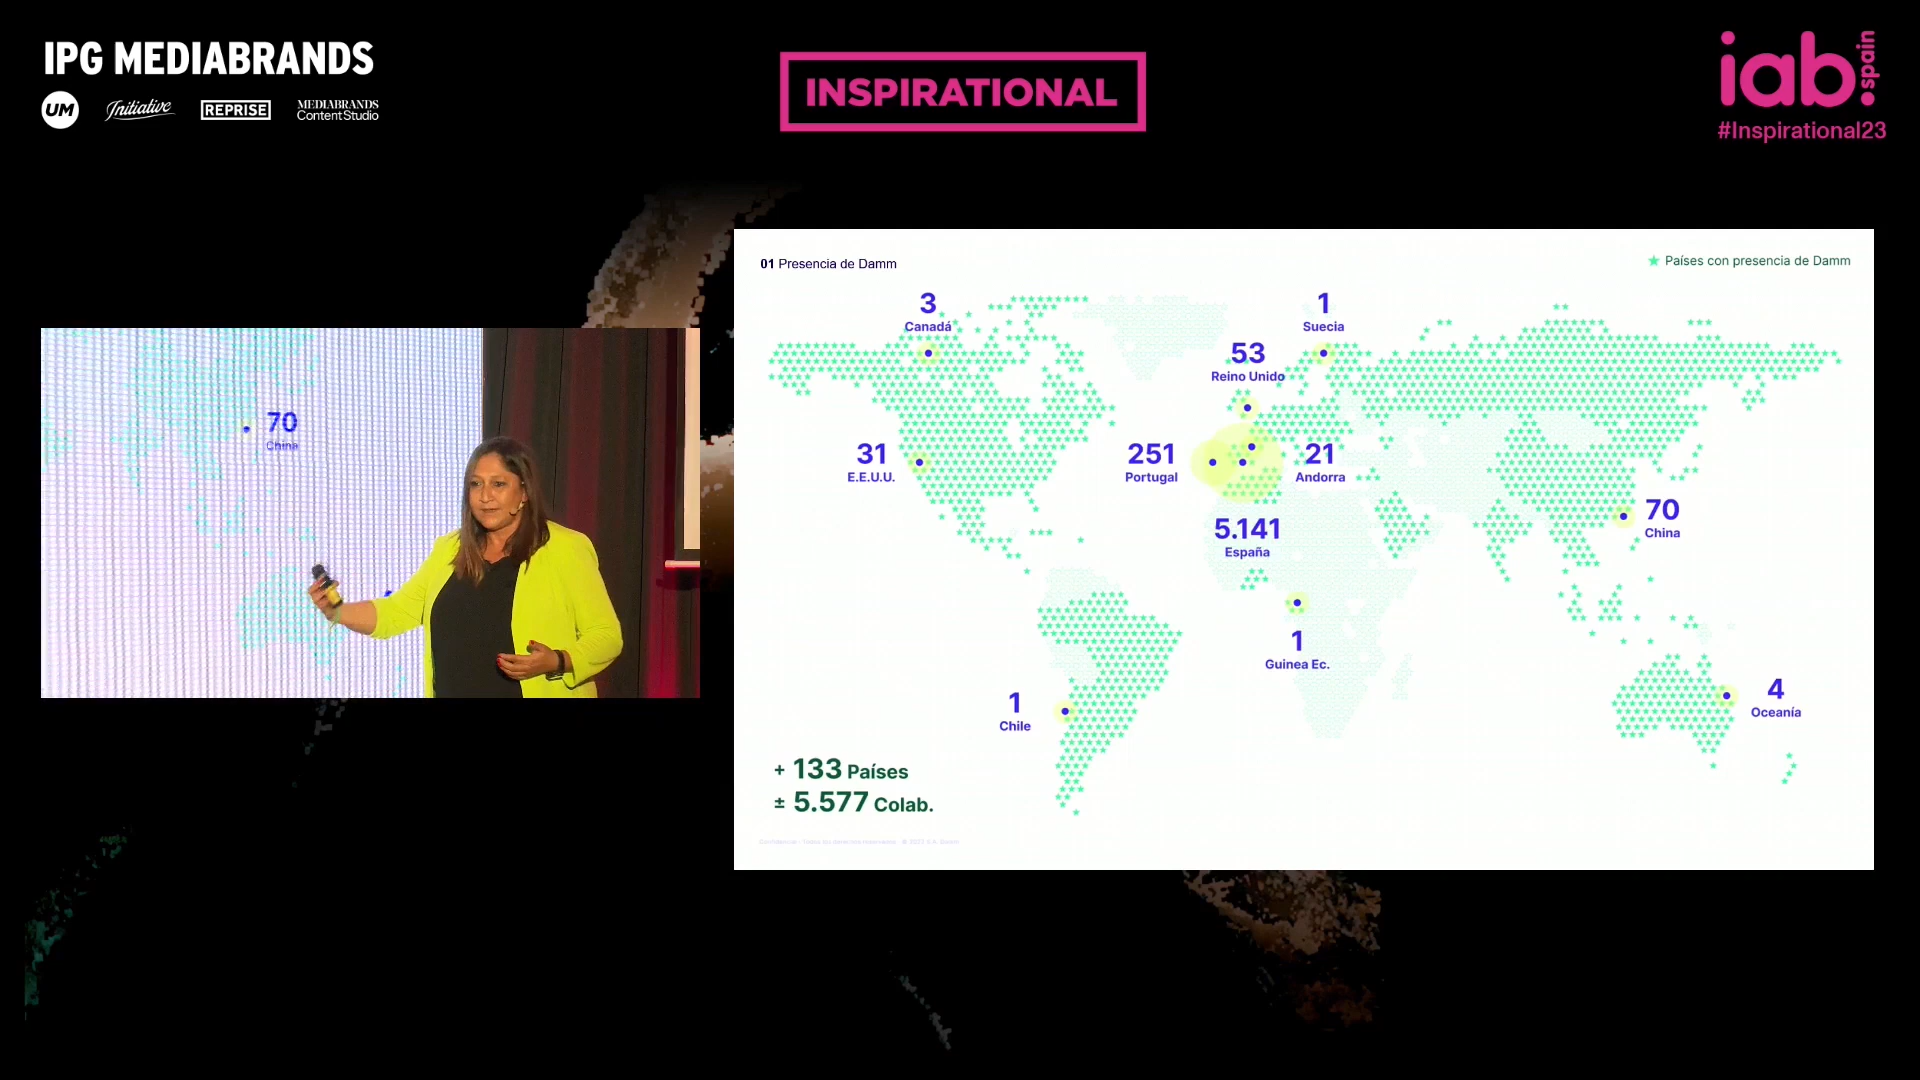 IPG MEDIABRANDS
UM
Initiative
REPRISE
MEDIABRANDS
ContentStudio
INSPIRATIONAL
iab.spain
#Inspirational23
70
China
01 Presencia de Damm
Países con presencia de Damm
3
Canadá
1
Suecia
53
Reino Unido
31
E.E.U.U.
251
Portugal
21
Andorra
5.141
España
70
China
1
Guinea Ec.
1
Chile
4
Oceanía
+ 133 Países
± 5.577 Colab.